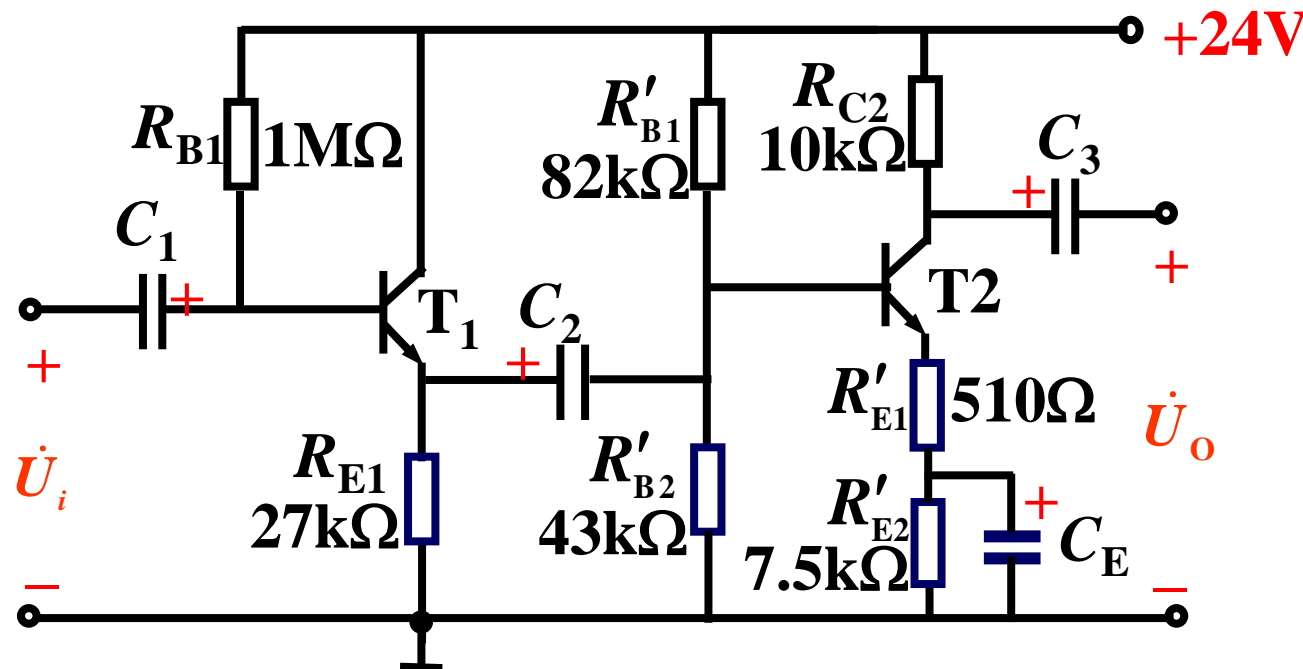 +24V
R_B1 1MΩ
R′_B1
82kΩ
R_C2
10kΩ
C_3
+
C_1
+
T_1
C_2
+
T2
+
+
R_E1
27kΩ
R′_B2
43kΩ
R′_E1 510Ω
R′_E2
7.5kΩ
+
C_E
U̇_i
U̇_O
−
−